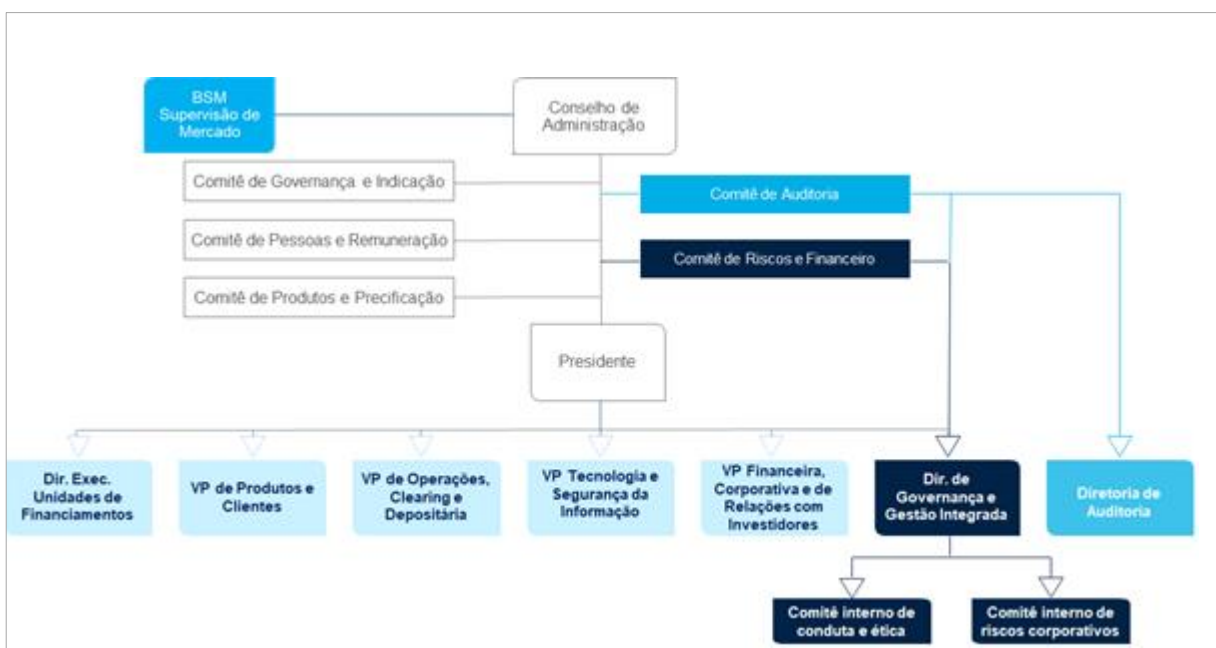 BSM
Supervisão de
Mercado
Conselho de
Administração
Comitê de Governança e Indicação
Comitê de Auditoria
Comitê de Pessoas e Remuneração
Comitê de Riscos e Financeiro
Comitê de Produtos e Precificação
Presidente
Dir. Exec.
Unidades de
Financiamentos
VP de Produtos e
Clientes
VP de Operações,
Clearing e
Depositária
VP Tecnologia e
Segurança da
Informação
VP Financeira,
Corporativa e de
Relações com
Investidores
Dir. de
Governança e
Gestão Integrada
Diretoria de
Auditoria
Comitê interno de
conduta e ética
Comitê interno de
riscos corporativos